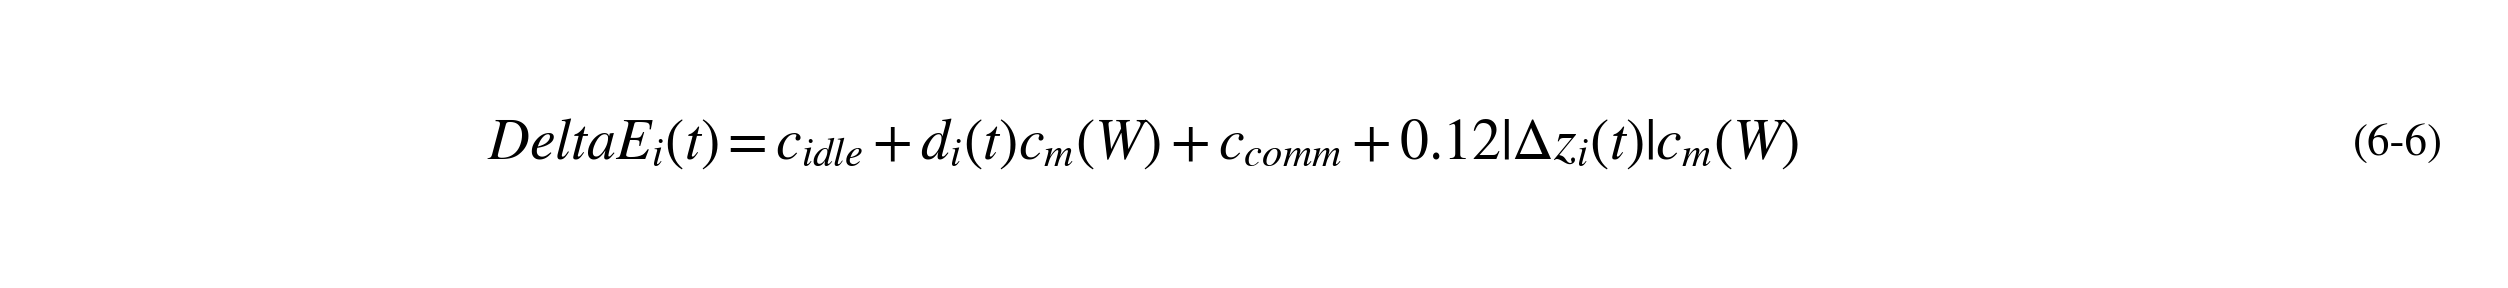 DeltaE_i(t) = c_idle + d_i(t)c_m(W) + c_comm + 0.12|Δz_i(t)|c_m(W) (6-6)